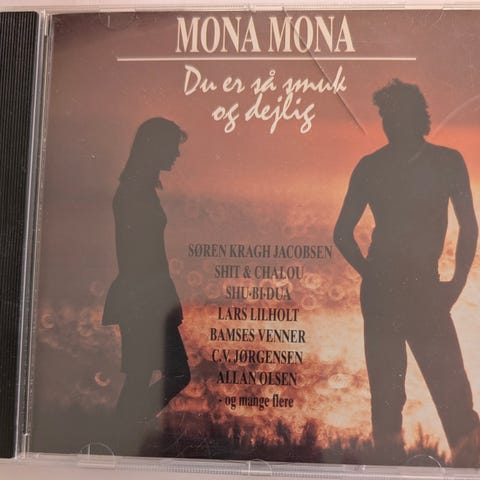 MONA MONA
Du er så smuk
og dejlig
SØREN KRAGH JACOBSEN
SHIT & CHALOU
SHU·BI·DUA
LARS LILHOLT
BAMSES VENNER
C.V. JØRGENSEN
ALLAN OLSEN
- og mange flere